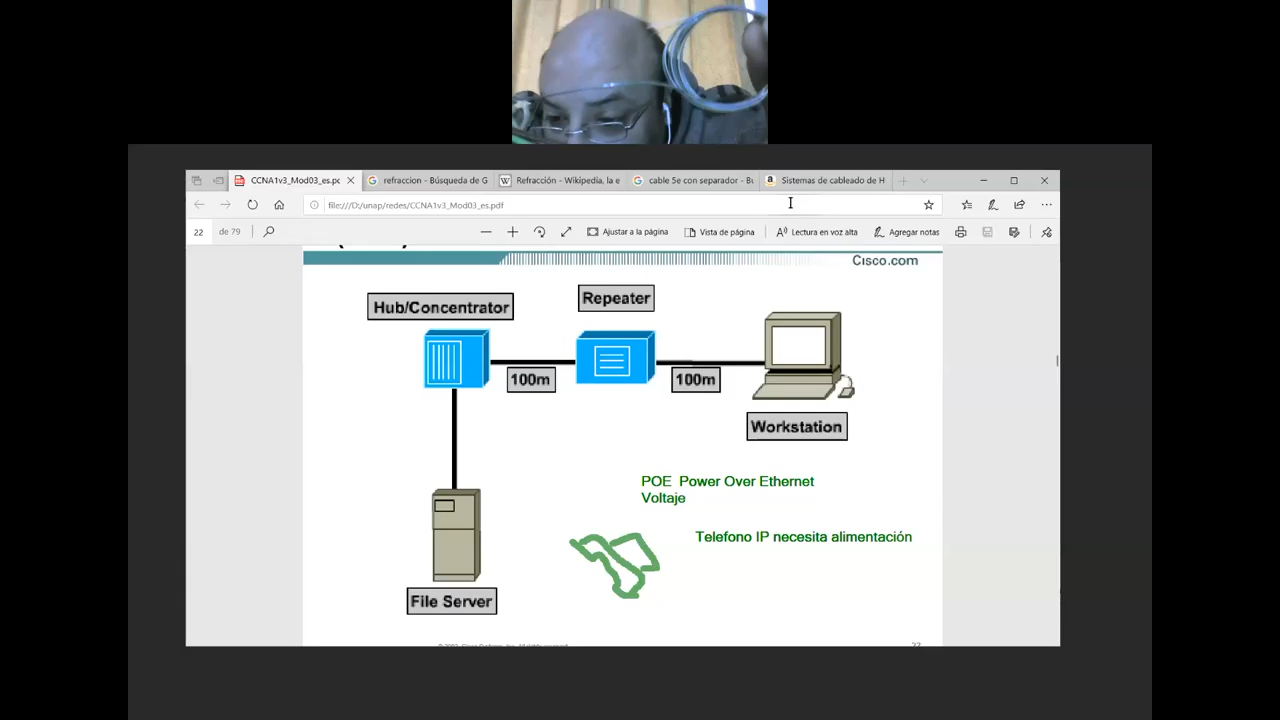 CCNA1v3_Mod03_es.pc
refraccion - Búsqueda de G
Refracción - Wikipedia, la e
cable 5e con separador - Bu
Sistemas de cableado de H
file:///D:/unap/redes/CCNA1v3_Mod03_es.pdf
22 de 79
Ajustar a la página
Vista de página
Lectura en voz alta
Agregar notas
Cisco.com
Hub/Concentrator
Repeater
100m
100m
Workstation
POE Power Over Ethernet
Voltaje
Telefono IP necesita alimentación
File Server